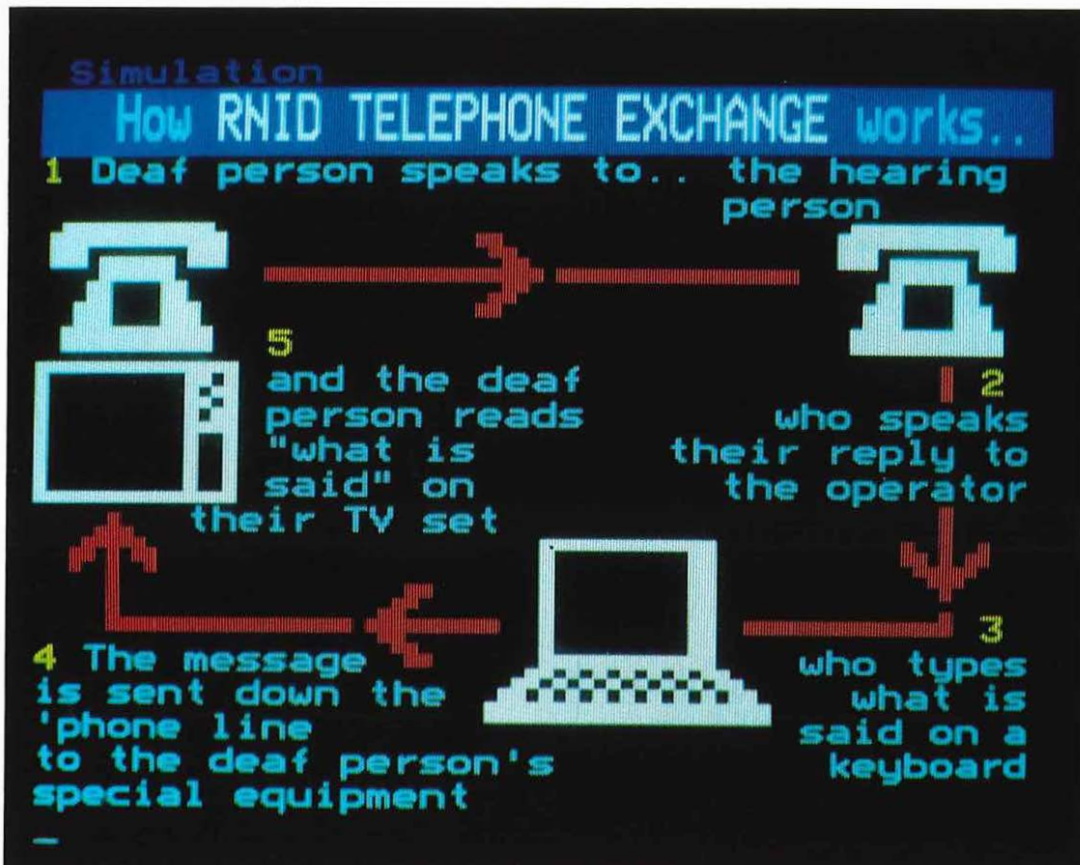 Simulation
How RNID TELEPHONE EXCHANGE works..
1 Deaf person speaks to.. the hearing
person
2
who speaks
their reply to
the operator
3
who types
what is
said on a
keyboard
4 The message
is sent down the
'phone line
to the deaf person's
special equipment
5
and the deaf
person reads
"what is
said" on
their TV set